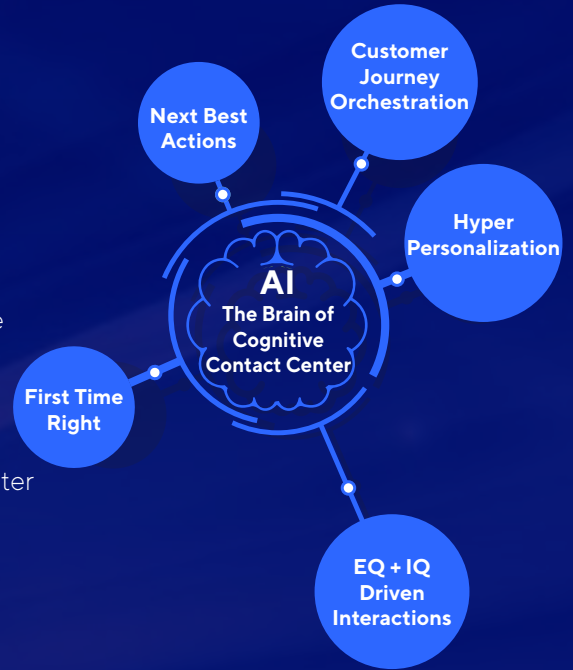 Customer
Journey
Orchestration
Next Best
Actions
Hyper
Personalization
AI
The Brain of
Cognitive
Contact Center
First Time
Right
EQ + IQ
Driven
Interactions